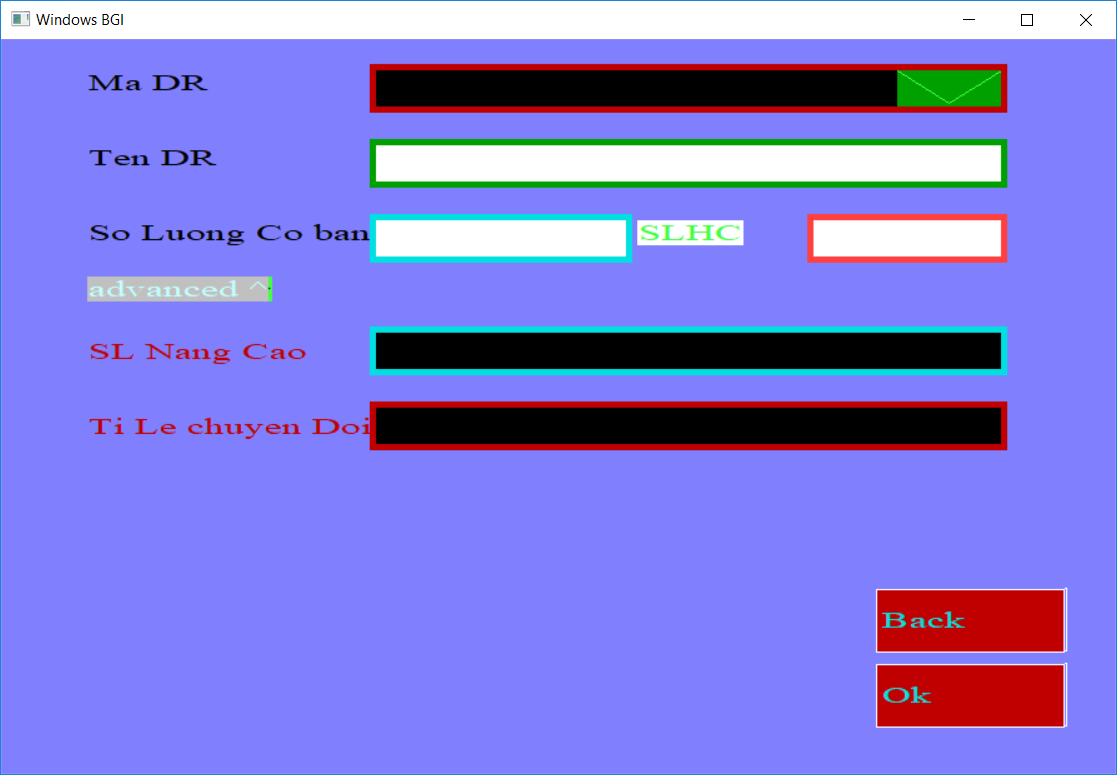 Windows BGI
Ma DR
Ten DR
So Luong Co ban SLHC
advanced ^
SL Nang Cao
Ti Le chuyen Doi
Back
Ok